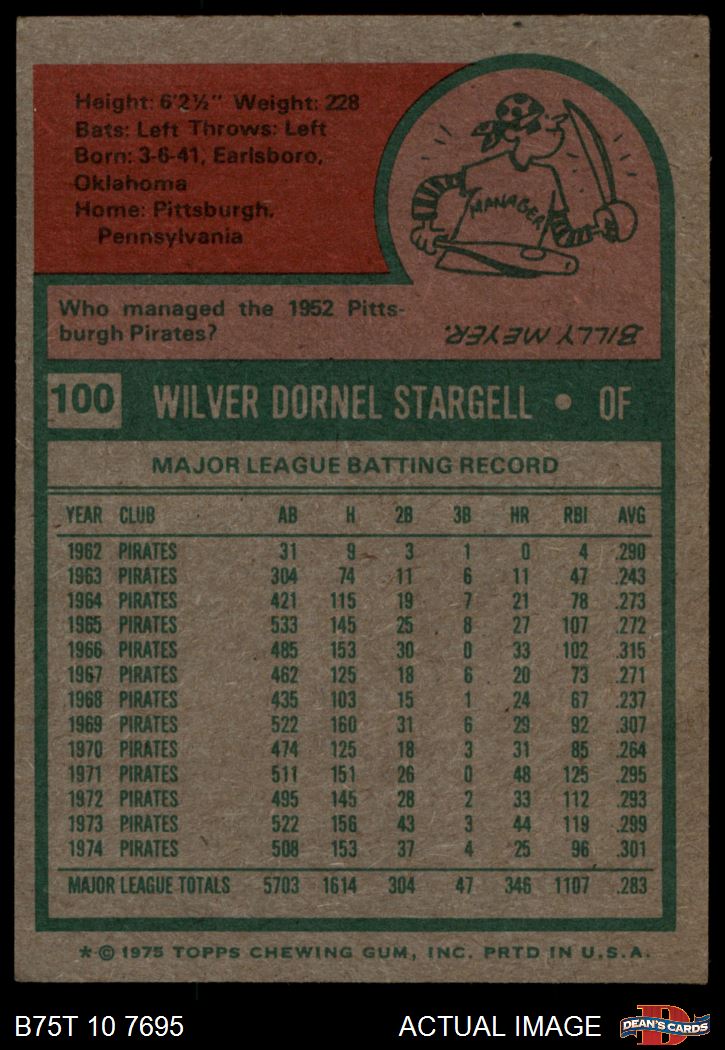 Height: 6'2½" Weight: 228
Bats: Left Throws: Left
Born: 3-6-41, Earlsboro,
Oklahoma
Home: Pittsburgh,
Pennsylvania
MANAGER
Who managed the 1952 Pitts-
burgh Pirates?
BILLY MEYER.
100 WILVER DORNEL STARGELL • OF
MAJOR LEAGUE BATTING RECORD
YEAR CLUB AB H 2B 3B HR RBI AVG
1962 PIRATES 31 9 3 1 0 4 .290
1963 PIRATES 304 74 11 6 11 47 .243
1964 PIRATES 421 115 19 7 21 78 .273
1965 PIRATES 533 145 25 8 27 107 .272
1966 PIRATES 485 153 30 0 33 102 .315
1967 PIRATES 462 125 18 6 20 73 .271
1968 PIRATES 435 103 15 1 24 67 .237
1969 PIRATES 522 160 31 6 29 92 .307
1970 PIRATES 474 125 18 3 31 85 .264
1971 PIRATES 511 151 26 0 48 125 .295
1972 PIRATES 495 145 28 2 33 112 .293
1973 PIRATES 522 156 43 3 44 119 .299
1974 PIRATES 508 153 37 4 25 96 .301
MAJOR LEAGUE TOTALS 5703 1614 304 47 346 1107 .283
* © 1975 TOPPS CHEWING GUM, INC. PRTD IN U.S.A.
B75T 10 7695 ACTUAL IMAGE D DEAN'S CARDS